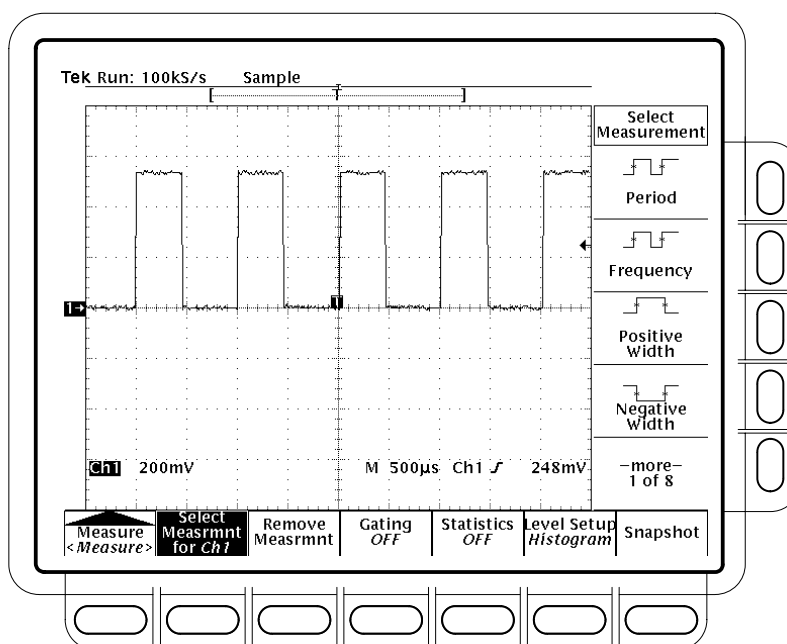 Tek Run: 100kS/s Sample
[ T ]
Select
Measurement
Period
Frequency
1
T
Positive
Width
Negative
Width
Ch1 200mV M 500µs Ch1 248mV
–more–
1 of 8
Measure
<Measure>
Select
Measrmnt
for Ch1
Remove
Measrmnt
Gating
OFF
Statistics
OFF
Level Setup
Histogram
Snapshot